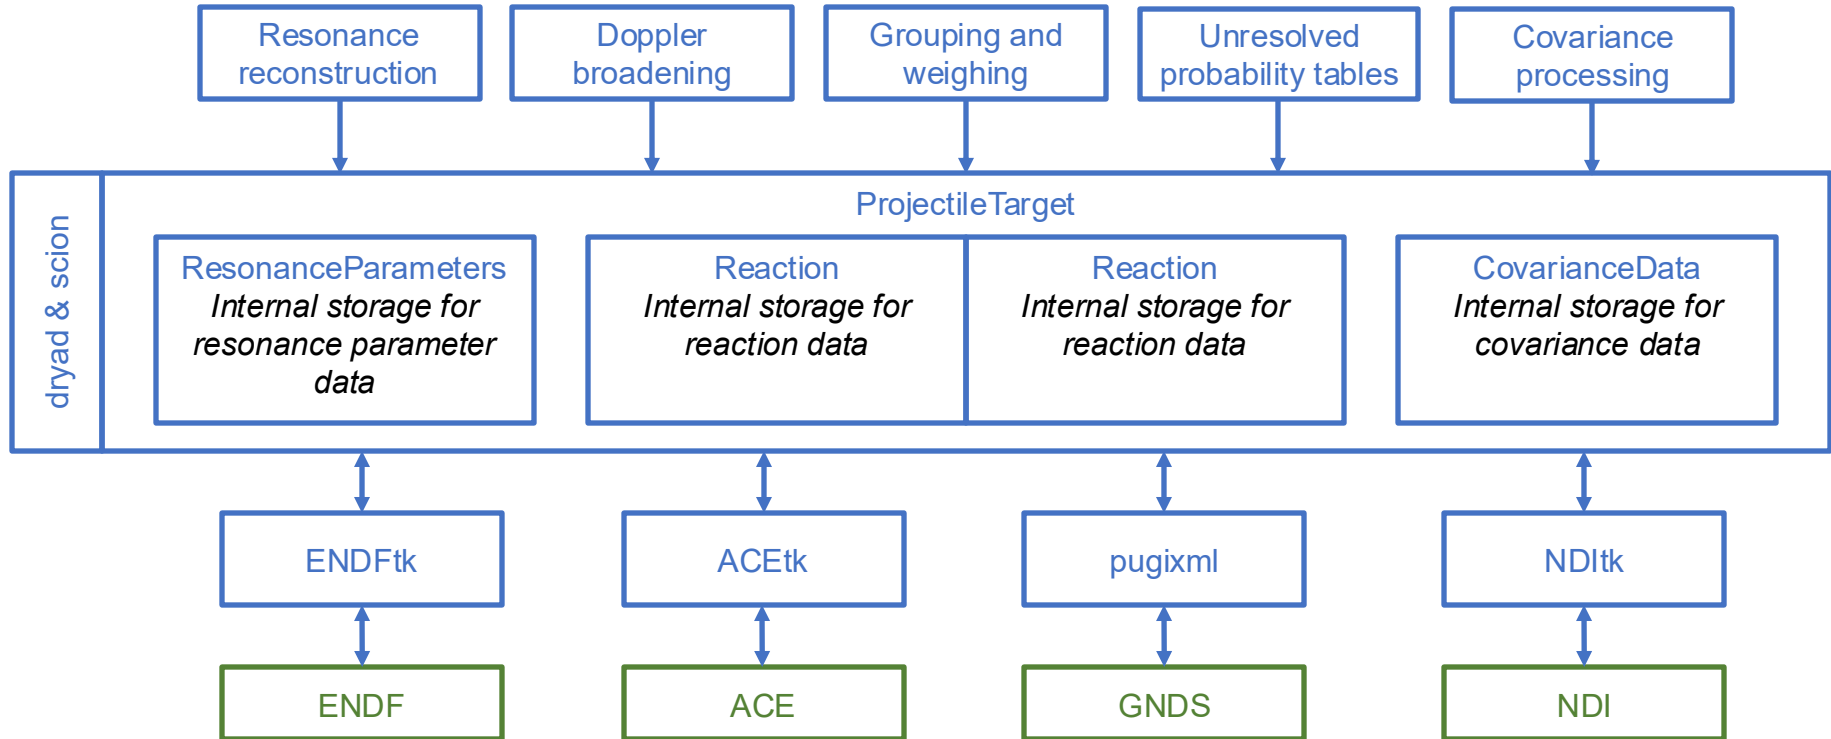 Resonance
reconstruction
Doppler
broadening
Grouping and
weighing
Unresolved
probability tables
Covariance
processing
dryad & scion
ProjectileTarget
ResonanceParameters
Internal storage for
resonance parameter
data
Reaction
Internal storage for
reaction data
Reaction
Internal storage for
reaction data
CovarianceData
Internal storage for
covariance data
ENDFtk
ACEtk
pugixml
NDItk
ENDF
ACE
GNDS
NDI